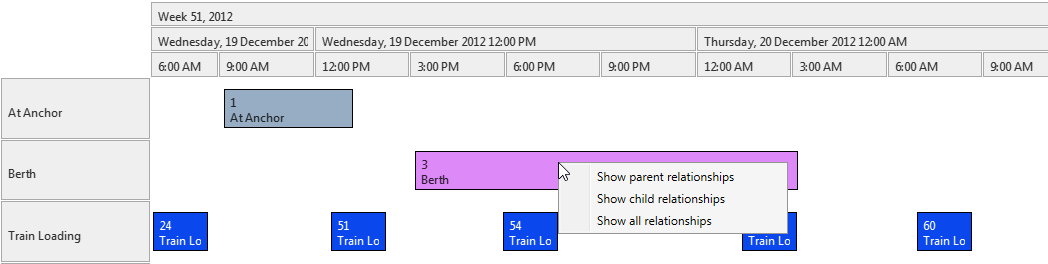 Week 51, 2012
Wednesday, 19 December 20
Wednesday, 19 December 2012 12:00 PM
Thursday, 20 December 2012 12:00 AM
6:00 AM
9:00 AM
12:00 PM
3:00 PM
6:00 PM
9:00 PM
12:00 AM
3:00 AM
6:00 AM
9:00 AM
At Anchor
1
At Anchor
Berth
3
Berth
Show parent relationships
Show child relationships
Show all relationships
Train Loading
24
Train Lo
51
Train Lo
54
Train Lo
Train Lo
60
Train Lo